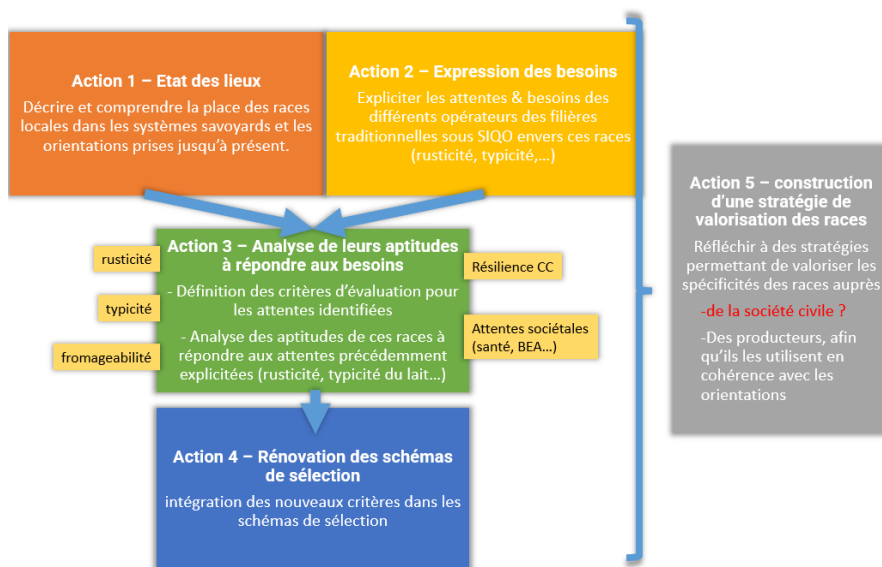 Action 1 – Etat des lieux
Décrire et comprendre la place des races
locales dans les systèmes savoyards et les
orientations prises jusqu'à présent.
Action 2 – Expression des besoins
Expliciter les attentes & besoins des
différents opérateurs des filières
traditionnelles sous SIQO envers ces races
(rusticité, typicité,…)
Action 3 – Analyse de leurs aptitudes
à répondre aux besoins
- Définition des critères d'évaluation pour
les attentes identifiées
- Analyse des aptitudes de ces races à
répondre aux attentes précédemment
explicitées (rusticité, typicité du lait…)
rusticité
typicité
fromageabilité
Résilience CC
Attentes sociétales
(santé, BEA…)
Action 4 – Rénovation des schémas
de sélection
intégration des nouveaux critères dans les
schémas de sélection
Action 5 – construction
d'une stratégie de
valorisation des races
Réfléchir à des stratégies
permettant de valoriser les
spécificités des races auprès
-de la société civile ?
-Des producteurs, afin
qu'ils les utilisent en
cohérence avec les
orientations